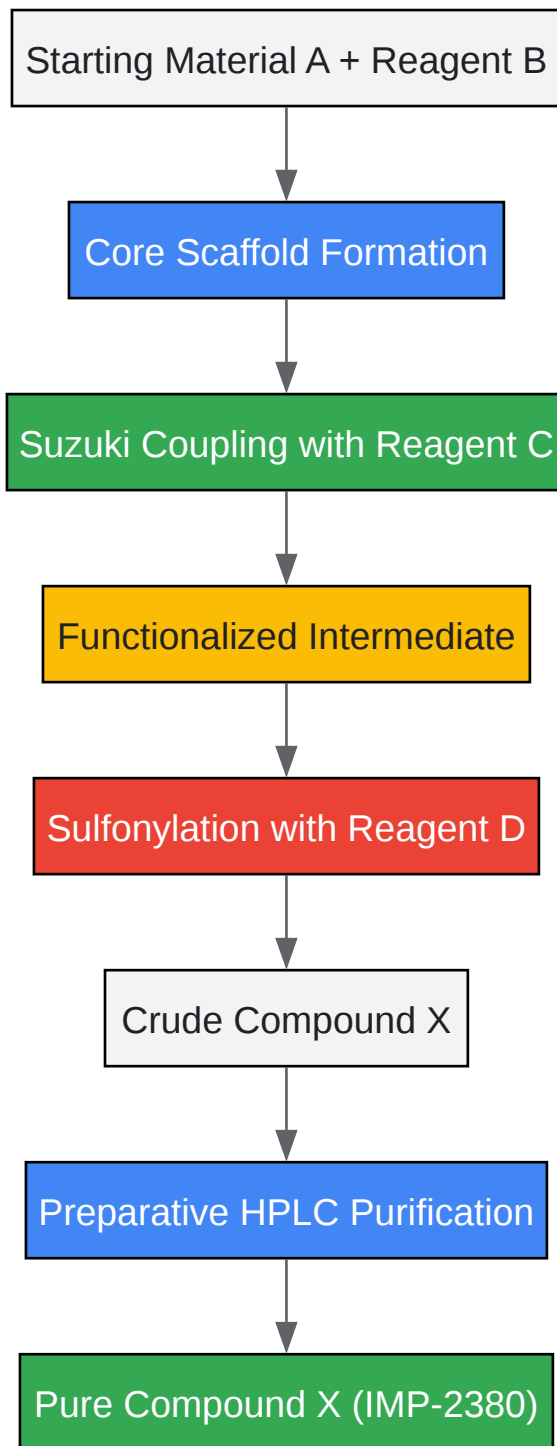 Starting Material A + Reagent B
Core Scaffold Formation
Suzuki Coupling with Reagent C
Functionalized Intermediate
Sulfonylation with Reagent D
Crude Compound X
Preparative HPLC Purification
Pure Compound X (IMP-2380)